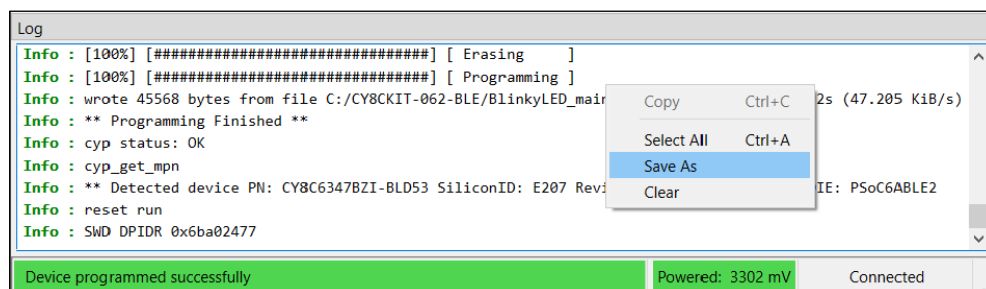 Log
Info : [100%] [################################] [ Erasing     ]
Info : [100%] [################################] [ Programming ]
Info : wrote 45568 bytes from file C:/CY8CKIT-062-BLE/BlinkyLED_mai 2s (47.205 KiB/s)
Info : ** Programming Finished **
Info : cyp status: OK
Info : cyp_get_mpn
Info : ** Detected device PN: CY8C6347BZI-BLD53 SiliconID: E207 Revi IE: PSoC6ABLE2
Info : reset run
Info : SWD DPIDR 0x6ba02477
Copy Ctrl+C
Select All Ctrl+A
Save As
Clear
Device programmed successfully Powered: 3302 mV Connected